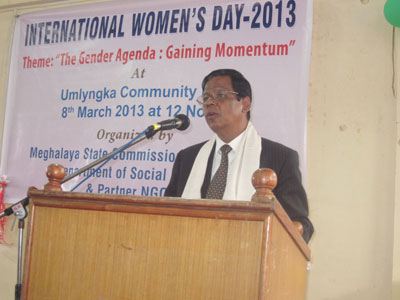 INTERNATIONAL WOMEN'S DAY-2013
Theme: "The Gender Agenda : Gaining Momentum"
At
Umlyngka Community
8th March 2013 at 12 No
Organized by
Meghalaya State Commission
of Social
& Partner NGO